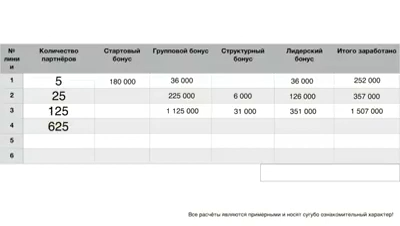 № линии Количество партнёров Стартовый бонус Групповой бонус Структурный бонус Лидерский бонус Итого заработано
1 5 180 000 36 000 36 000 252 000
2 25 225 000 6 000 126 000 357 000
3 125 1 125 000 31 000 351 000 1 507 000
4 625
5
6
Все расчёты являются примерными и носят сугубо ознакомительный характер!